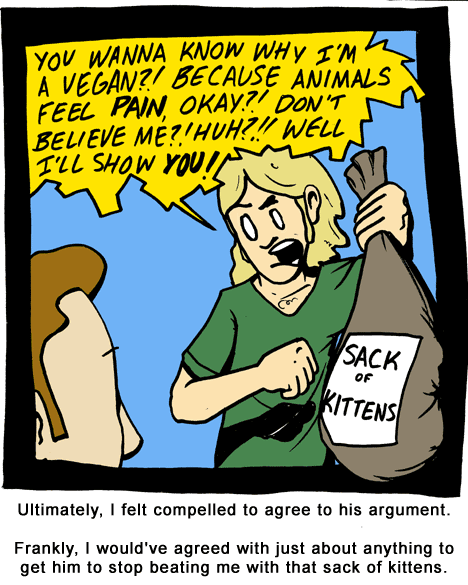 YOU WANNA KNOW WHY I'M
A VEGAN?! BECAUSE ANIMALS
FEEL PAIN, OKAY?! DON'T
BELIEVE ME?! HUH?!! WELL
I'LL SHOW YOU!
SACK
OF
KITTENS
Ultimately, I felt compelled to agree to his argument.
Frankly, I would've agreed with just about anything to
get him to stop beating me with that sack of kittens.